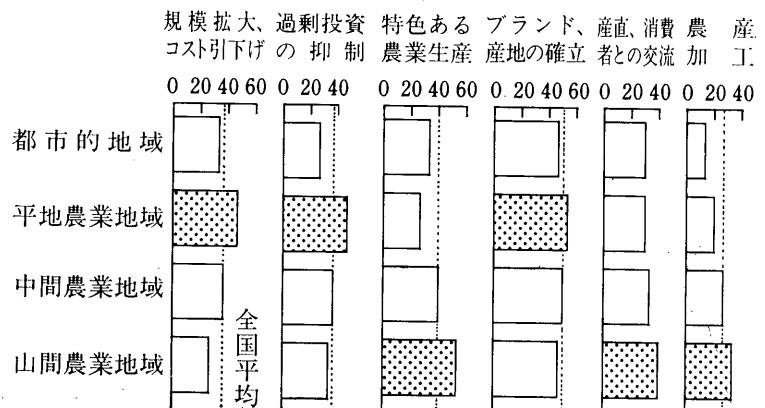 規模拡大、 過剰投資 特色ある ブランド、 産直、消費 農産
コスト引下げ の抑制 農業生産 産地の確立 者との交流 加工
0 20 40 60 0 20 40 0 20 40 60 0 20 40 60 0 20 40 0 20 40
都市的地域
平地農業地域
中間農業地域
山間農業地域
全国平均